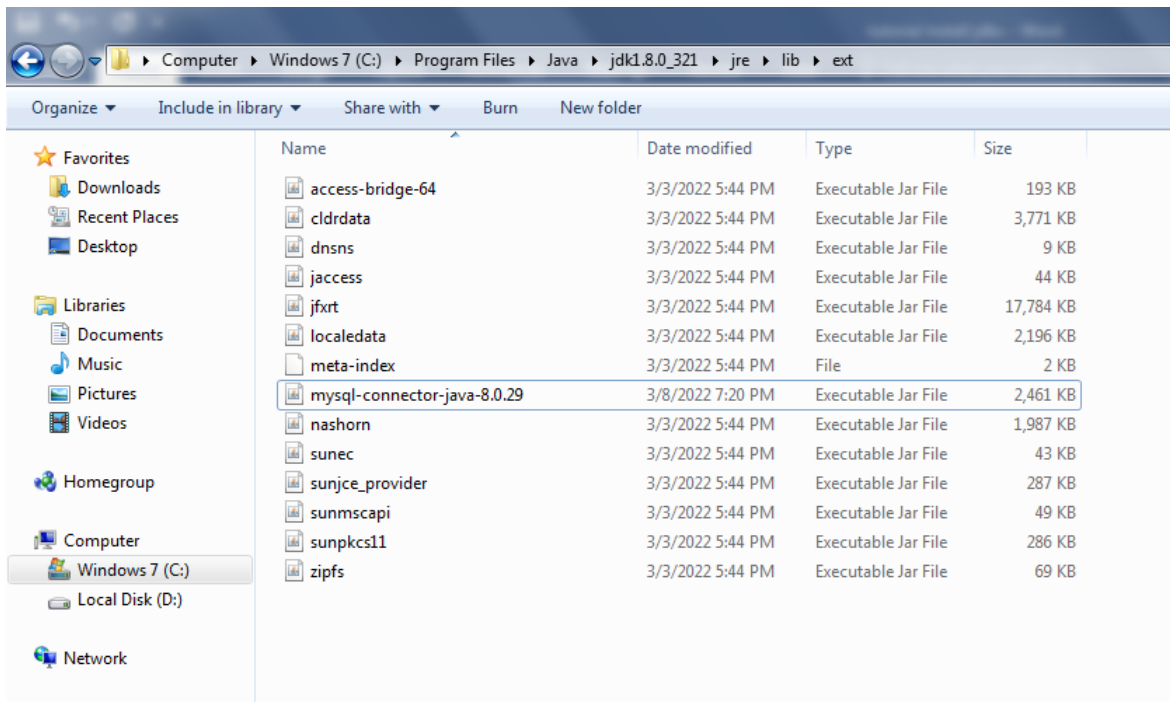 Computer Windows 7 (C:) Program Files Java jdk1.8.0_321 jre lib ext
Organize Include in library Share with Burn New folder
Favorites
Downloads
Recent Places
Desktop
Libraries
Documents
Music
Pictures
Videos
Homegroup
Computer
Windows 7 (C:)
Local Disk (D:)
Network
Name Date modified Type Size
access-bridge-64 3/3/2022 5:44 PM Executable Jar File 193 KB
cldrdata 3/3/2022 5:44 PM Executable Jar File 3,771 KB
dnsns 3/3/2022 5:44 PM Executable Jar File 9 KB
jaccess 3/3/2022 5:44 PM Executable Jar File 44 KB
jfxrt 3/3/2022 5:44 PM Executable Jar File 17,784 KB
localedata 3/3/2022 5:44 PM Executable Jar File 2,196 KB
meta-index 3/3/2022 5:44 PM File 2 KB
mysql-connector-java-8.0.29 3/8/2022 7:20 PM Executable Jar File 2,461 KB
nashorn 3/3/2022 5:44 PM Executable Jar File 1,987 KB
sunec 3/3/2022 5:44 PM Executable Jar File 43 KB
sunjce_provider 3/3/2022 5:44 PM Executable Jar File 287 KB
sunmscapi 3/3/2022 5:44 PM Executable Jar File 49 KB
sunpkcs11 3/3/2022 5:44 PM Executable Jar File 286 KB
zipfs 3/3/2022 5:44 PM Executable Jar File 69 KB